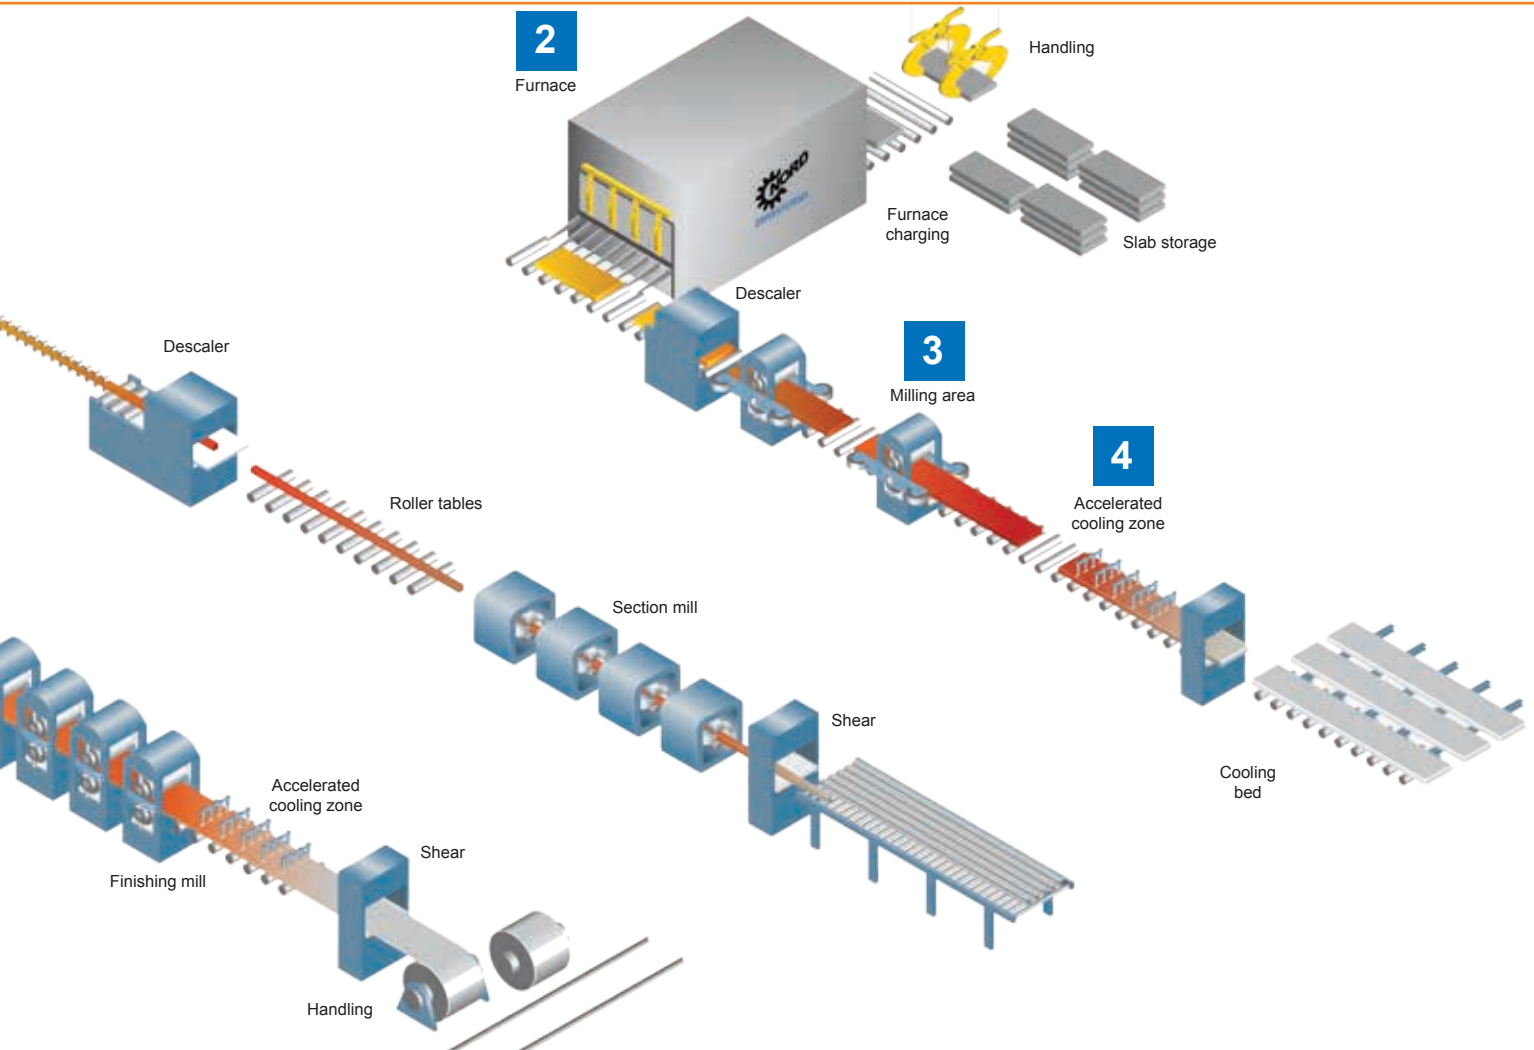 2
Furnace
Handling
NORD
DRIVESYSTEMS
Furnace
charging
Slab storage
Descaler
3
Milling area
Descaler
4
Accelerated
cooling zone
Roller tables
Section mill
Shear
Cooling
bed
Accelerated
cooling zone
Shear
Finishing mill
Handling